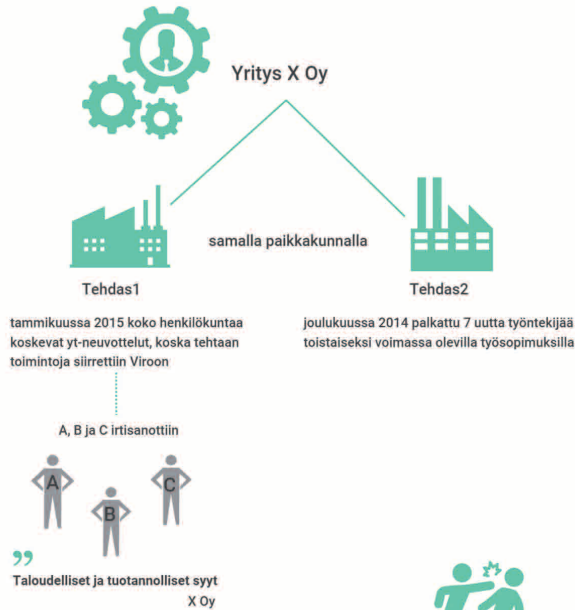 Yritys X Oy
samalla paikkakunnalla
Tehdas1
Tehdas2
tammikuussa 2015 koko henkilökuntaa
koskevat yt-neuvottelut, koska tehtaan
toimintoja siirrettiin Viroon
joulukuussa 2014 palkattu 7 uutta työntekijää
toistaiseksi voimassa olevilla työsopimuksilla
A, B ja C irtisanottiin
A
B
C
”
Taloudelliset ja tuotannolliset syyt
X Oy